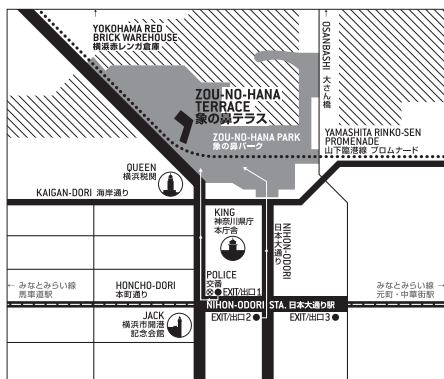 YOKOHAMA RED
BRICK WAREHOUSE
横浜赤レンガ倉庫
OSANBASHI 大さん橋
ZOU-NO-HANA
TERRACE
象の鼻テラス
ZOU-NO-HANA PARK
象の鼻パーク
YAMASHITA RINKO-SEN
PROMENADE
山下臨港線 プロムナード
QUEEN
横浜税関
KAIGAN-DORI 海岸通り
KING
神奈川県庁
本庁舎
NIHON-ODORI
日本大通り
POLICE
交番
EXIT/出口1
← みなとみらい線
馬車道駅
HONCHO-DORI
本町通り
みなとみらい線 →
元町・中華街駅
NIHON-ODORI STA. 日本大通り駅
JACK
横浜市開港
記念会館
EXIT/出口2
EXIT/出口3